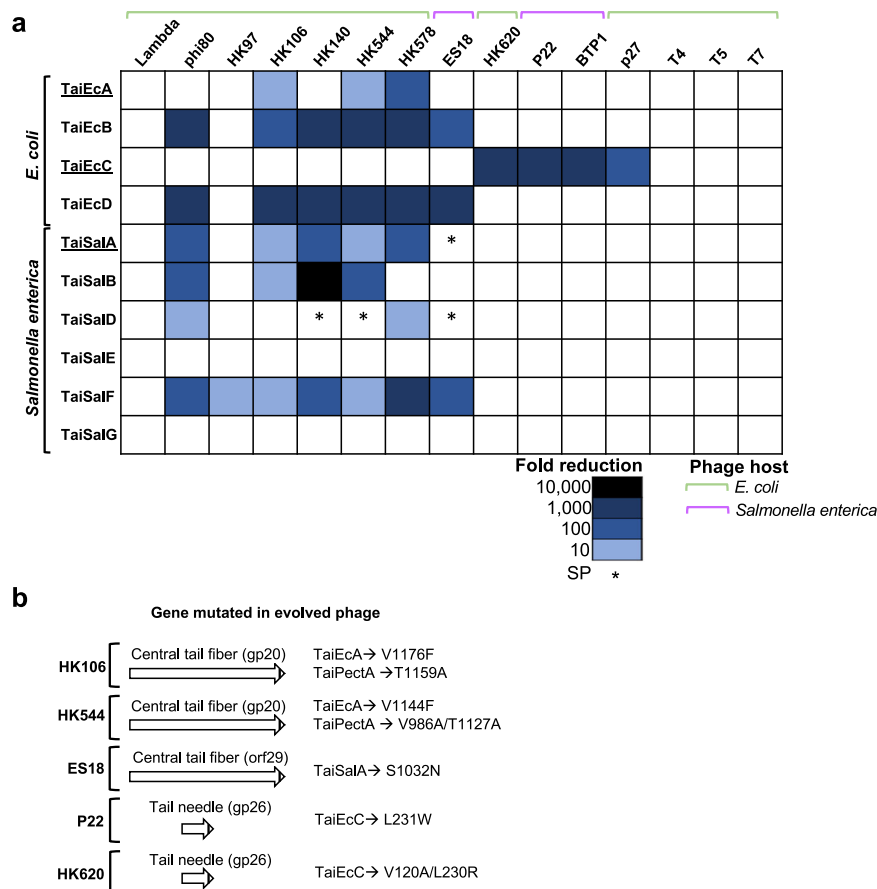 a
Lambda
phi80
HK97
HK106
HK140
HK544
HK578
ES18
HK620
P22
BTP1
p27
T4
T5
T7
E. coli
TaiEcA
TaiEcB
TaiEcC
TaiEcD
Salmonella enterica
TaiSalA *
TaiSalB
TaiSalD * * *
TaiSalE
TaiSalF
TaiSalG
Fold reduction
10,000
1,000
100
10
SP *
Phage host
E. coli
Salmonella enterica
b
Gene mutated in evolved phage
HK106
Central tail fiber (gp20)
TaiEcA→ V1176F
TaiPectA →T1159A
HK544
Central tail fiber (gp20)
TaiEcA→ V1144F
TaiPectA → V986A/T1127A
ES18
Central tail fiber (orf29)
TaiSalA→ S1032N
P22
Tail needle (gp26)
TaiEcC→ L231W
HK620
Tail needle (gp26)
TaiEcC→ V120A/L230R